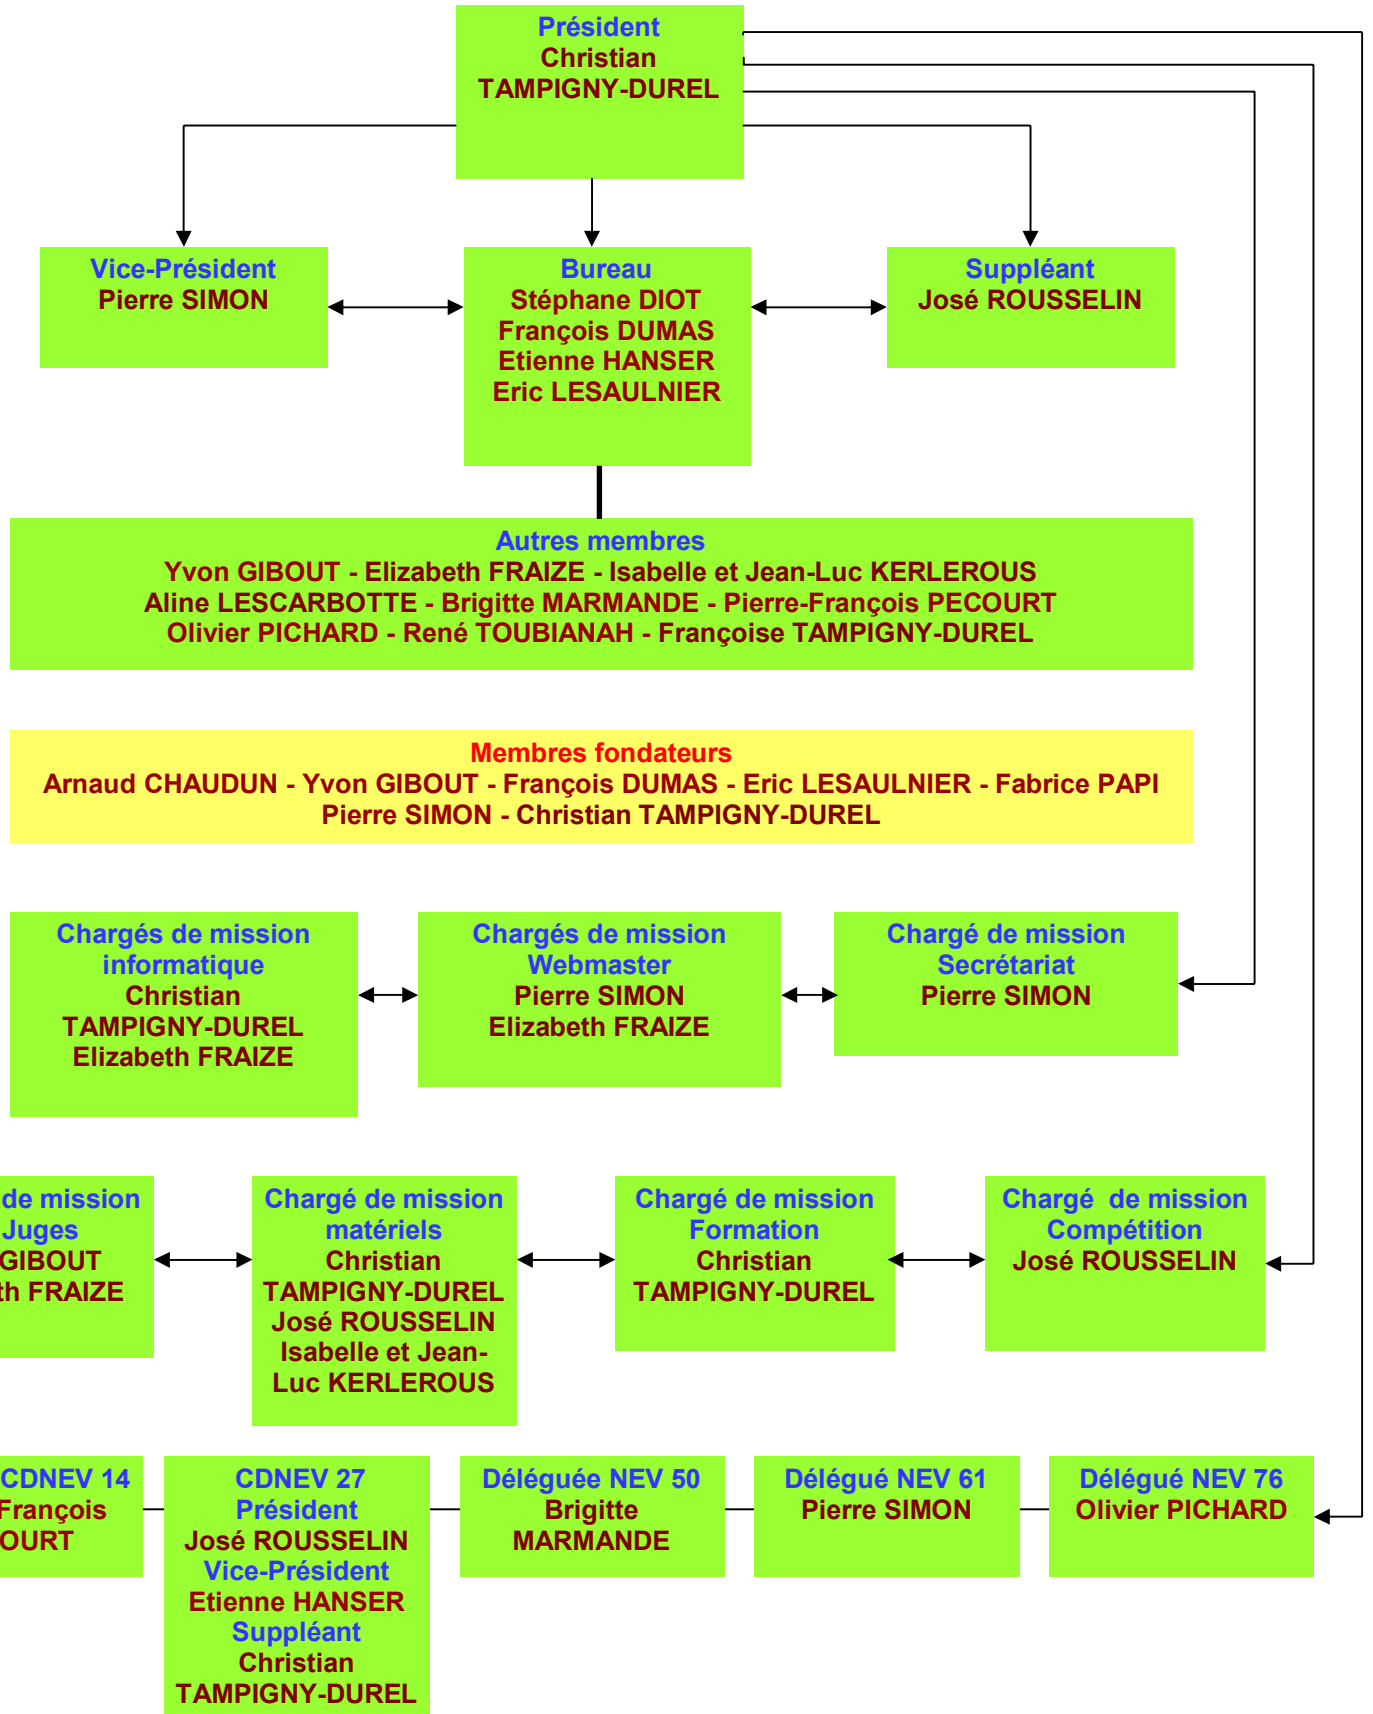 Président
Christian
TAMPIGNY-DUREL
Vice-Président
Pierre SIMON
Bureau
Stéphane DIOT
François DUMAS
Etienne HANSER
Eric LESAULNIER
Suppléant
José ROUSSELIN
Autres membres
Yvon GIBOUT - Elizabeth FRAIZE - Isabelle et Jean-Luc KERLEROUS
Aline LESCARBOTTE - Brigitte MARMANDE - Pierre-François PECOURT
Olivier PICHARD - René TOUBIANAH - Françoise TAMPIGNY-DUREL
Membres fondateurs
Arnaud CHAUDUN - Yvon GIBOUT - François DUMAS - Eric LESAULNIER - Fabrice PAPI
Pierre SIMON - Christian TAMPIGNY-DUREL
Chargés de mission
informatique
Christian
TAMPIGNY-DUREL
Elizabeth FRAIZE
Chargés de mission
Webmaster
Pierre SIMON
Elizabeth FRAIZE
Chargé de mission
Secrétariat
Pierre SIMON
de mission
Juges
GIBOUT
th FRAIZE
Chargé de mission
matériels
Christian
TAMPIGNY-DUREL
José ROUSSELIN
Isabelle et Jean-
Luc KERLEROUS
Chargé de mission
Formation
Christian
TAMPIGNY-DUREL
Chargé de mission
Compétition
José ROUSSELIN
CDNEV 14
François
OURT
CDNEV 27
Président
José ROUSSELIN
Vice-Président
Etienne HANSER
Suppléant
Christian
TAMPIGNY-DUREL
Déléguée NEV 50
Brigitte
MARMANDE
Délégué NEV 61
Pierre SIMON
Délégué NEV 76
Olivier PICHARD